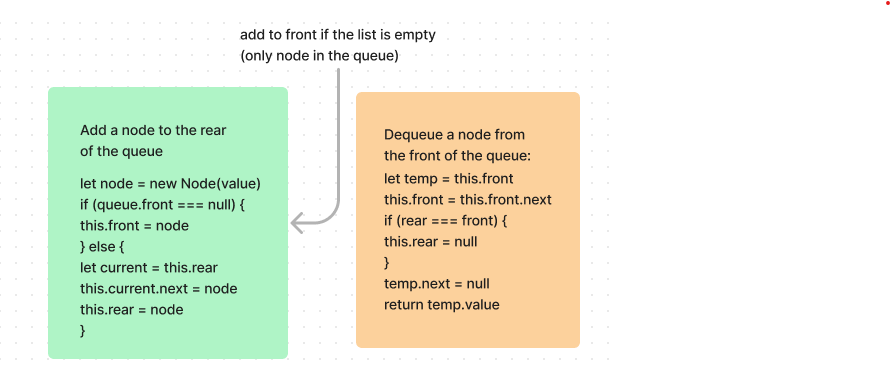 add to front if the list is empty
(only node in the queue)
Add a node to the rear
of the queue
let node = new Node(value)
if (queue.front === null) {
this.front = node
} else {
let current = this.rear
this.current.next = node
this.rear = node
}
Dequeue a node from
the front of the queue:
let temp = this.front
this.front = this.front.next
if (rear === front) {
this.rear = null
}
temp.next = null
return temp.value